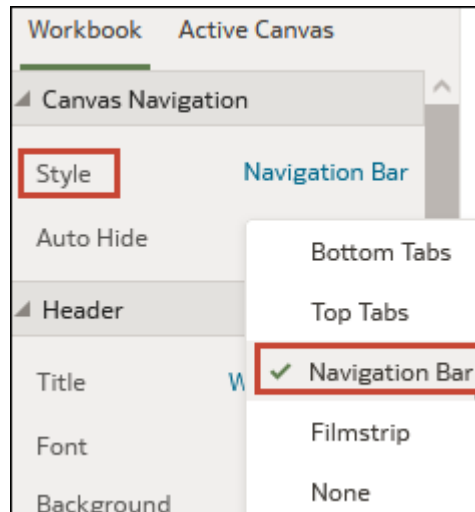 Workbook Active Canvas
Canvas Navigation
Style Navigation Bar
Auto Hide
Bottom Tabs
Header
Top Tabs
Title
Navigation Bar
Font
Filmstrip
Background
None